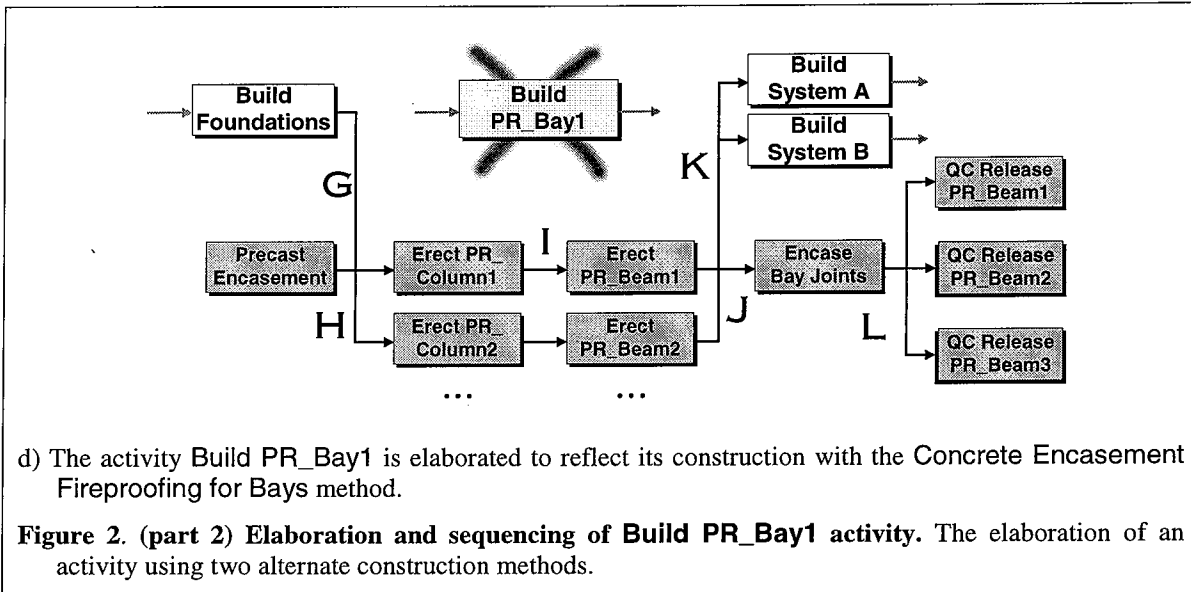 Build
Foundations
Build
PR_Bay1
Build
System A
Build
System B
G
K
QC Release
PR_Beam1
Precast
Encasement
Erect PR_
Column1
I
Erect
PR_Beam1
Encase
Bay Joints
QC Release
PR_Beam2
H
Erect PR_
Column2
Erect
PR_Beam2
J
L
QC Release
PR_Beam3
...
...
d) The activity Build PR_Bay1 is elaborated to reflect its construction with the Concrete Encasement
Fireproofing for Bays method.
Figure 2. (part 2) Elaboration and sequencing of Build PR_Bay1 activity. The elaboration of an
activity using two alternate construction methods.